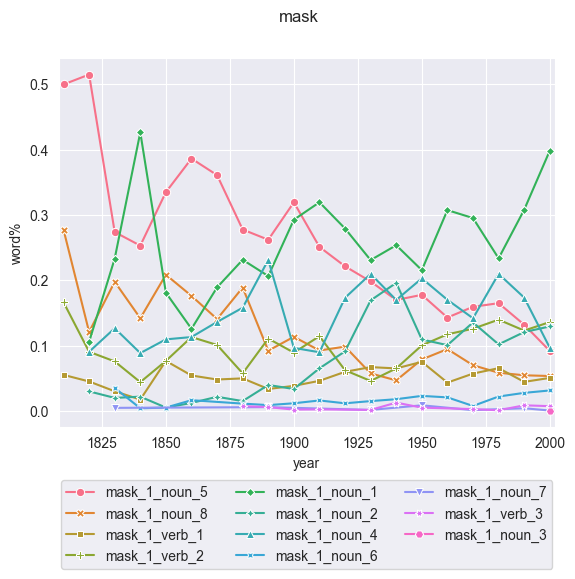 mask
0.5
0.4
0.3
0.2
0.1
0.0
word%
1825 1850 1875 1900 1925 1950 1975 2000
year
mask_1_noun_5 mask_1_noun_1 mask_1_noun_7
mask_1_noun_8 mask_1_noun_2 mask_1_verb_3
mask_1_verb_1 mask_1_noun_4 mask_1_noun_3
mask_1_verb_2 mask_1_noun_6